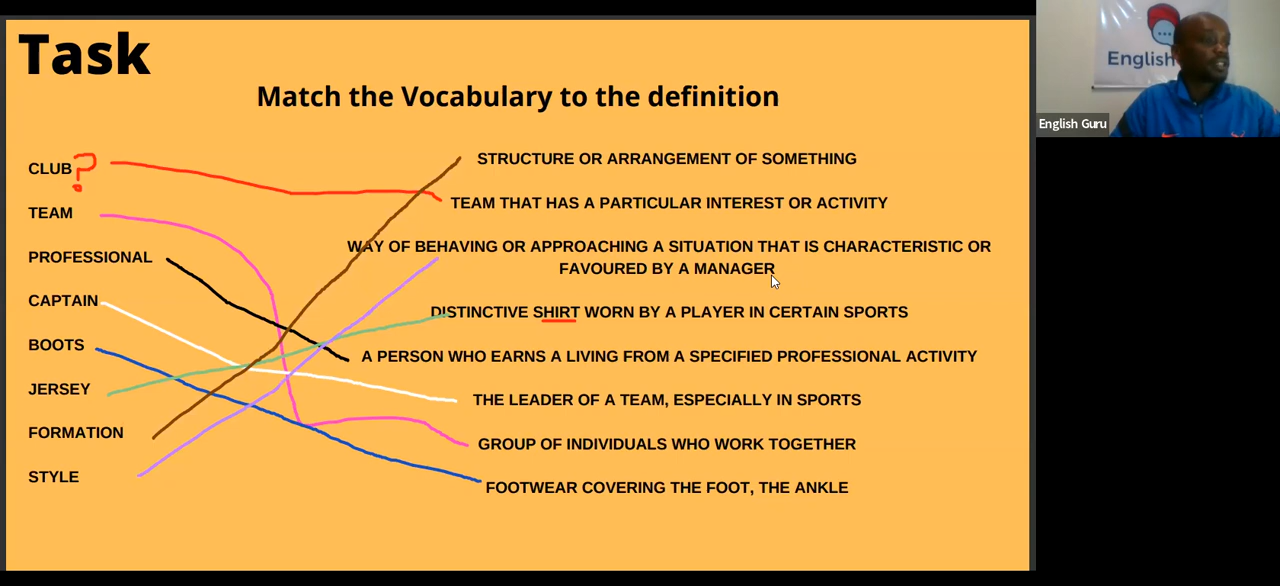 Task
Match the Vocabulary to the definition
CLUB?
TEAM
PROFESSIONAL
CAPTAIN
BOOTS
JERSEY
FORMATION
STYLE
STRUCTURE OR ARRANGEMENT OF SOMETHING
TEAM THAT HAS A PARTICULAR INTEREST OR ACTIVITY
WAY OF BEHAVING OR APPROACHING A SITUATION THAT IS CHARACTERISTIC OR
FAVOURED BY A MANAGER
DISTINCTIVE SHIRT WORN BY A PLAYER IN CERTAIN SPORTS
A PERSON WHO EARNS A LIVING FROM A SPECIFIED PROFESSIONAL ACTIVITY
THE LEADER OF A TEAM, ESPECIALLY IN SPORTS
GROUP OF INDIVIDUALS WHO WORK TOGETHER
FOOTWEAR COVERING THE FOOT, THE ANKLE
English
English Guru